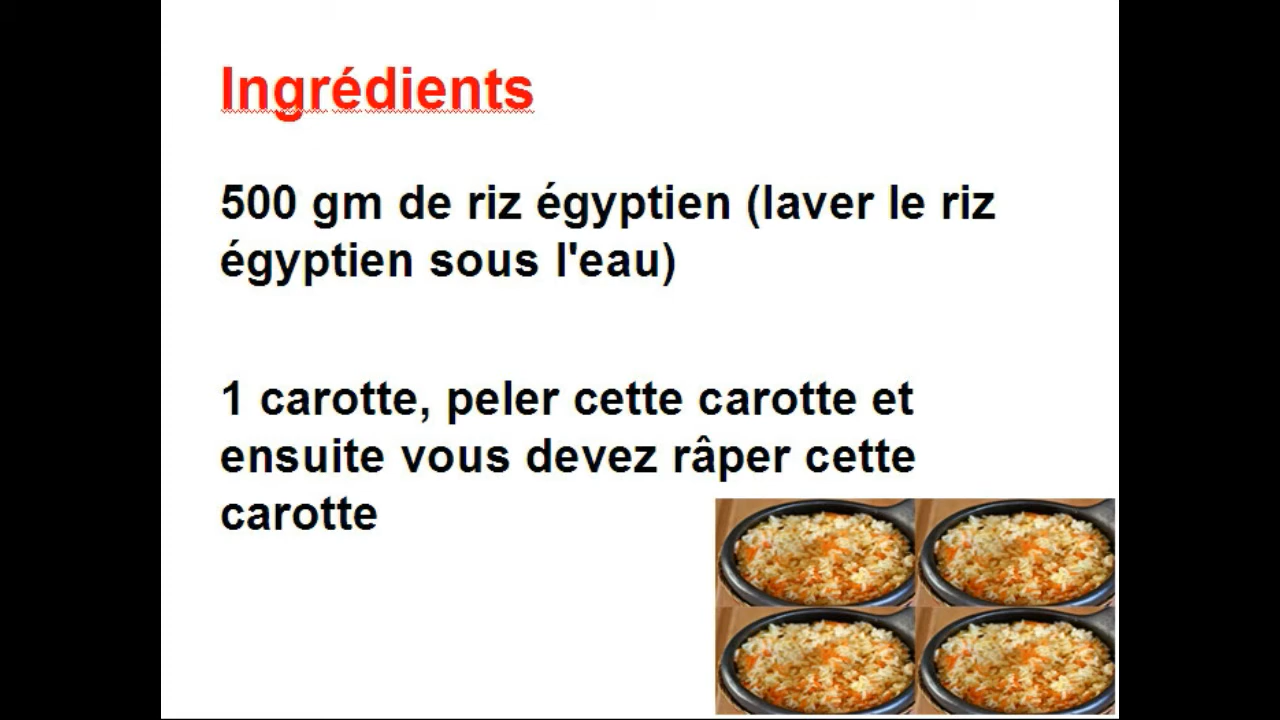 Ingrédients
500 gm de riz égyptien (laver le riz
égyptien sous l'eau)
1 carotte, peler cette carotte et
ensuite vous devez râper cette
carotte